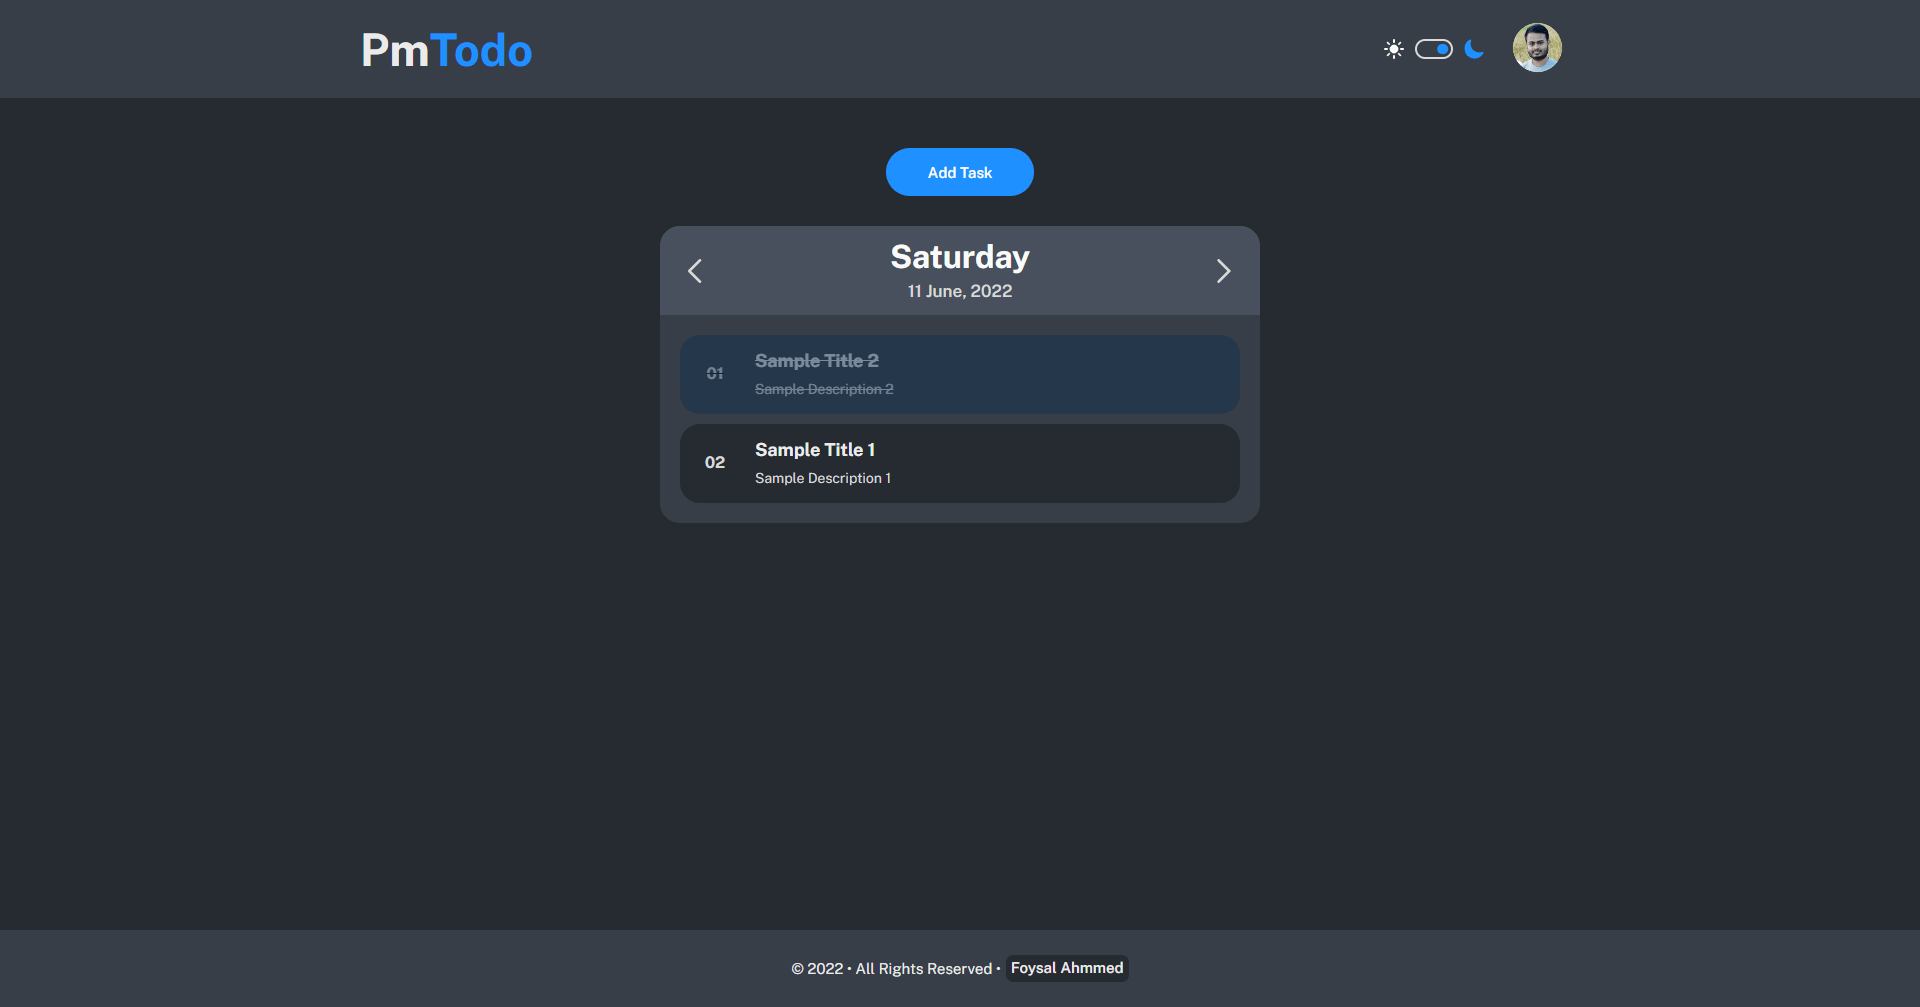 PmTodo
Add Task
Saturday
11 June, 2022
01
Sample Title 2
Sample Description 2
02
Sample Title 1
Sample Description 1
© 2022 • All Rights Reserved • Foysal Ahmmed